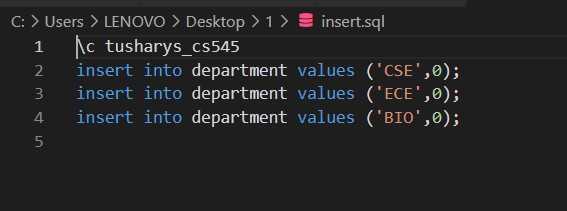 C: > Users > LENOVO > Desktop > 1 > insert.sql
1 \c tusharys_cs545
2 insert into department values ('CSE',0);
3 insert into department values ('ECE',0);
4 insert into department values ('BIO',0);
5